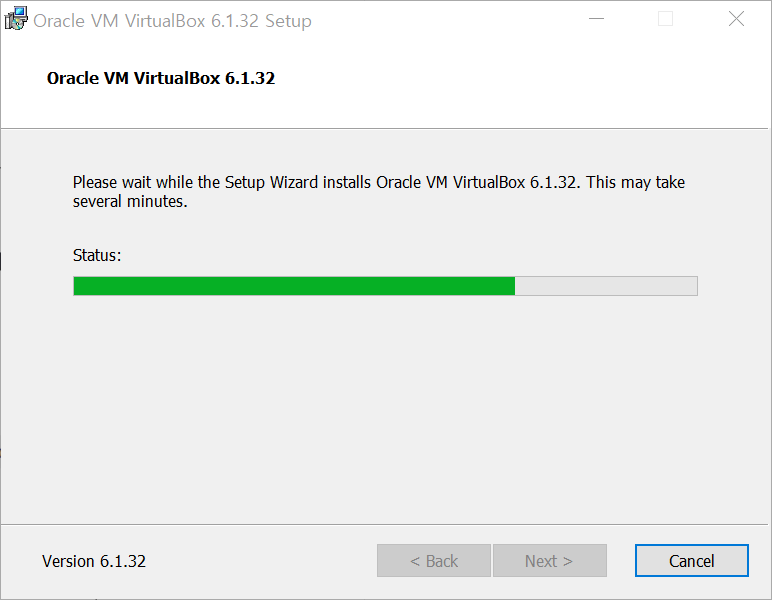 Oracle VM VirtualBox 6.1.32 Setup
Oracle VM VirtualBox 6.1.32
Please wait while the Setup Wizard installs Oracle VM VirtualBox 6.1.32. This may take
several minutes.
Status:
Version 6.1.32
< Back
Next >
Cancel